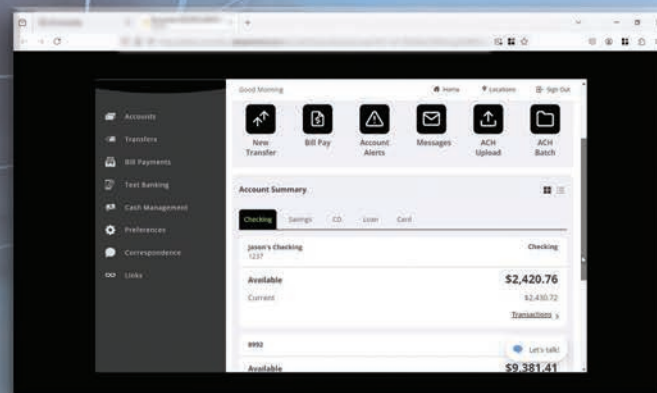 Good Morning
Home
Locations
Sign Out
Accounts
Transfers
Bill Payments
Text Banking
Cash Management
Preferences
Correspondence
Links
New Transfer
Bill Pay
Account Alerts
Messages
ACH Upload
ACH Batch
Account Summary
Checking
Savings
CD
Loan
Card
Jason's Checking
Checking
1237
Available
$2,420.76
Current
$2,430.72
Transactions
8992
Let's talk!
Available
$9,381.41